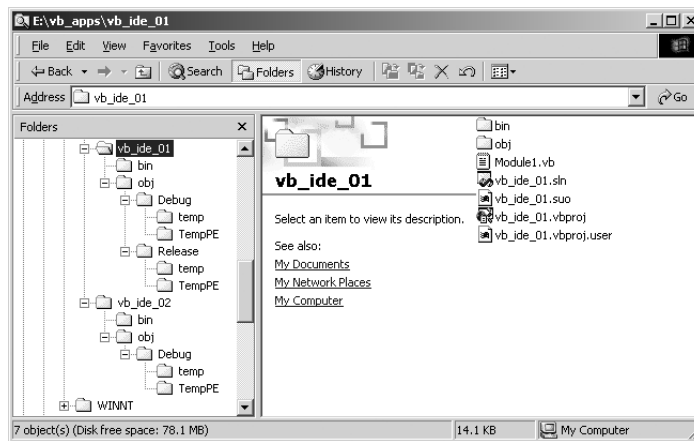 E:\vb_apps\vb_ide_01
File Edit View Favorites Tools Help
Back Search Folders History
Address vb_ide_01 Go
Folders
vb_ide_01
bin
obj
Debug
temp
TempPE
Release
temp
TempPE
vb_ide_02
bin
obj
Debug
temp
TempPE
WINNT
vb_ide_01
Select an item to view its description.
See also:
My Documents
My Network Places
My Computer
bin
obj
Module1.vb
vb_ide_01.sln
vb_ide_01.suo
vb_ide_01.vbproj
vb_ide_01.vbproj.user
7 object(s) (Disk free space: 78.1 MB) 14.1 KB My Computer